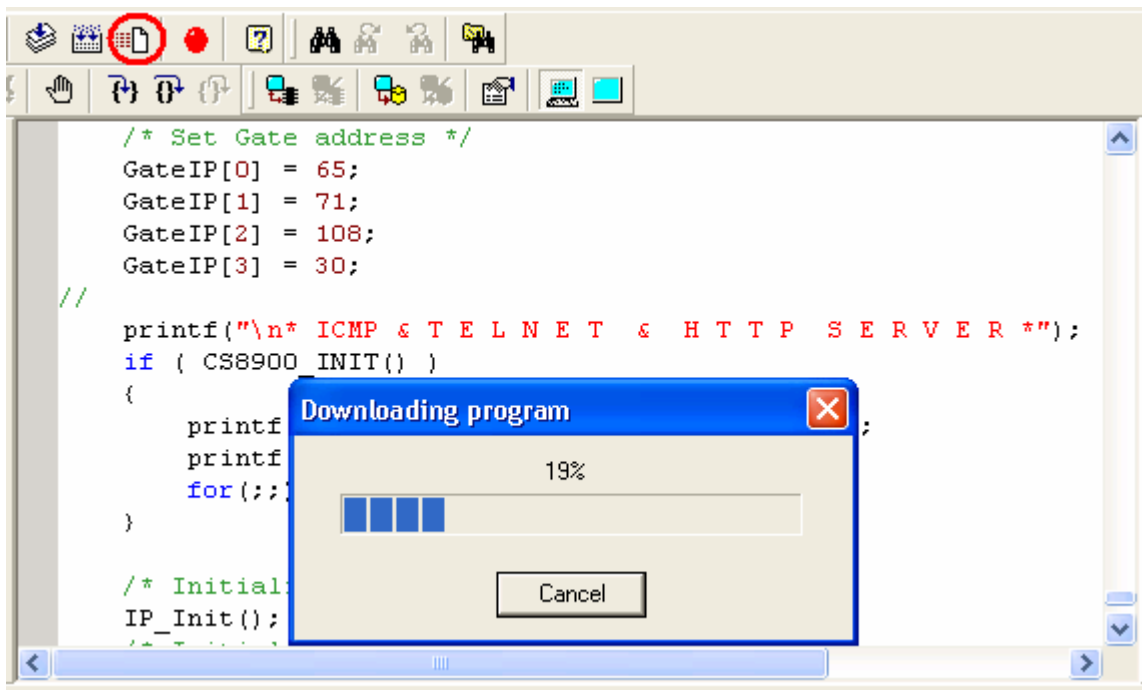 /* Set Gate address */
GateIP[0] = 65;
GateIP[1] = 71;
GateIP[2] = 108;
GateIP[3] = 30;
//
printf("\n* ICMP & T E L N E T & H T T P S E R V E R *");
if ( CS8900_INIT() )
{
printf ;
printf
for(;;)
}
Downloading program
19%
Cancel
/* Initial
IP_Init();